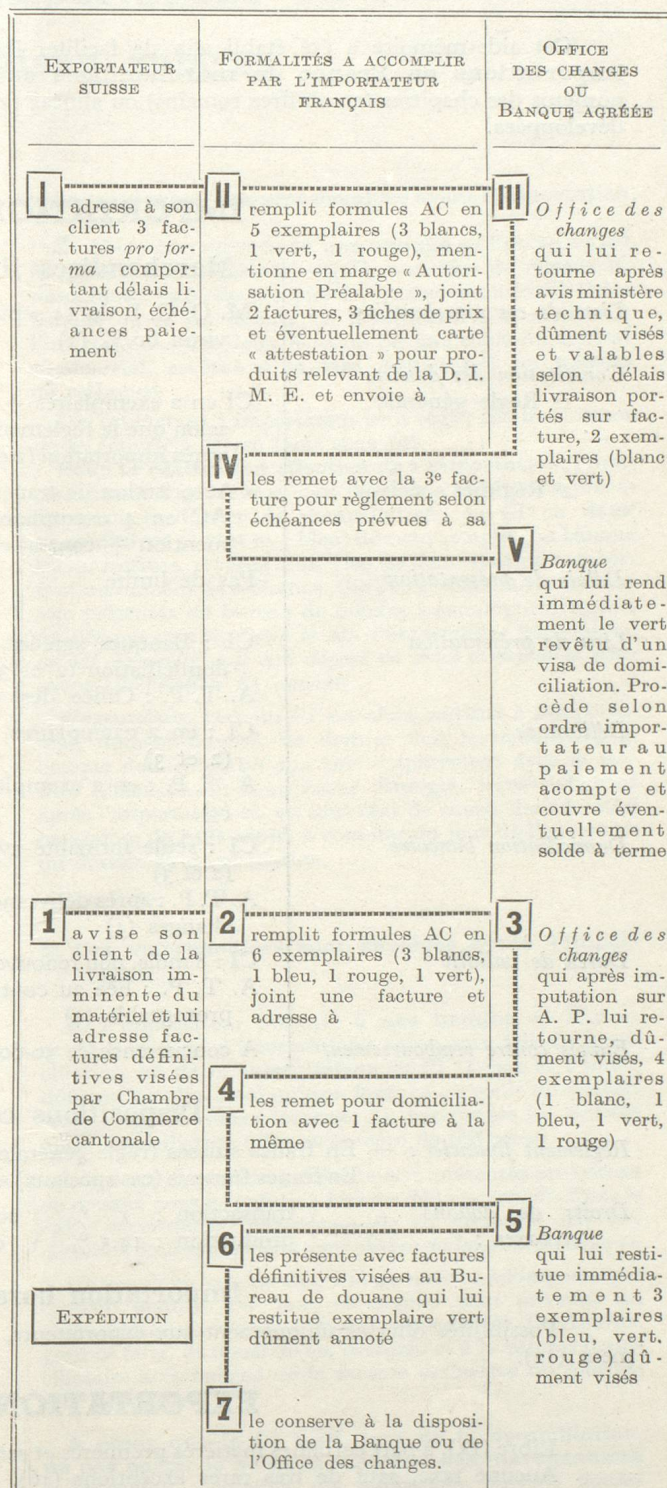 EXPORTATEUR
SUISSE
FORMALITÉS A ACCOMPLIR
PAR L'IMPORTATEUR
FRANÇAIS
OFFICE
DES CHANGES
OU
BANQUE AGRÉÉE
I
adresse à son
client 3 fac-
tures pro for-
ma compor-
tant délais li-
vraison, éché-
ances paie-
ment
II
remplit formules AC en
5 exemplaires (3 blancs,
1 vert, 1 rouge), men-
tionne en marge « Autori-
sation Préalable », joint
2 factures, 3 fiches de prix
et éventuellement carte
« attestation » pour pro-
duits relevant de la D. I.
M. E. et envoie à
III
Office des
changes
qui lui re-
tourne après
avis ministère
technique,
dûment visés
et valables
selon délais
livraison por-
tés sur fac-
ture, 2 exem-
plaires (blanc
et vert)
IV
les remet avec la 3e fac-
ture pour règlement selon
échéances prévues à sa
V
Banque
qui lui rend
immédiate-
ment le vert
revêtu d'un
visa de domi-
ciliation. Pro-
cède selon
ordre impor-
tateur au
paiement
acompte et
couvre éven-
tuellement
solde à terme
1
avise son
client de la
livraison im-
minente du
matériel et lui
adresse fac-
tures défini-
tives visées
par Chambre
de Commerce
cantonale
2
remplit formules AC en
6 exemplaires (3 blancs,
1 bleu, 1 rouge, 1 vert),
joint une facture et
adresse à
3
Office des
changes
qui après im-
putation sur
A. P. lui re-
tourne, dû-
ment visés, 4
exemplaires
(1 blanc, 1
bleu, 1 vert,
1 rouge)
4
les remet pour domicilia-
tion avec 1 facture à la
même
5
Banque
qui lui resti-
tue immédia-
tement 3
exemplaires
(bleu, vert,
rouge) dû-
ment visés
6
les présente avec factures
définitives visées au Bu-
reau de douane qui lui
restitue exemplaire vert
dûment annoté
EXPÉDITION
7
le conserve à la disposi-
tion de la Banque ou de
l'Office des changes.